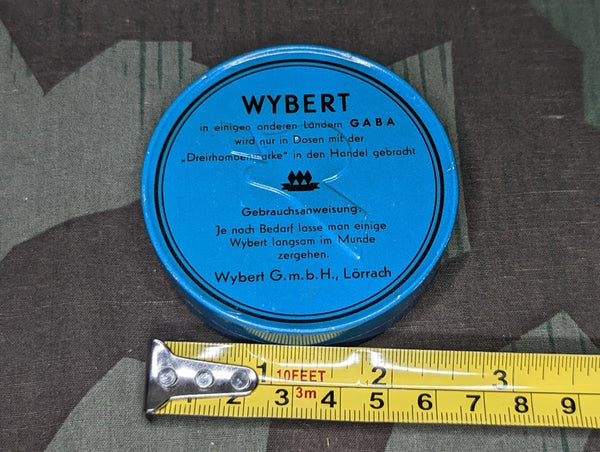 WYBERT
in einigen anderen Ländern GABA
wird nur in Dosen mit der
„Dreirhombenmarke" in den Handel gebracht
Gebrauchsanweisung:
Je nach Bedarf lasse man einige
Wybert langsam im Munde
zergehen.
Wybert G.m.b.H., Lörrach
1 10FEET 2 3
3m
2 3 4 5 6 7 8 9